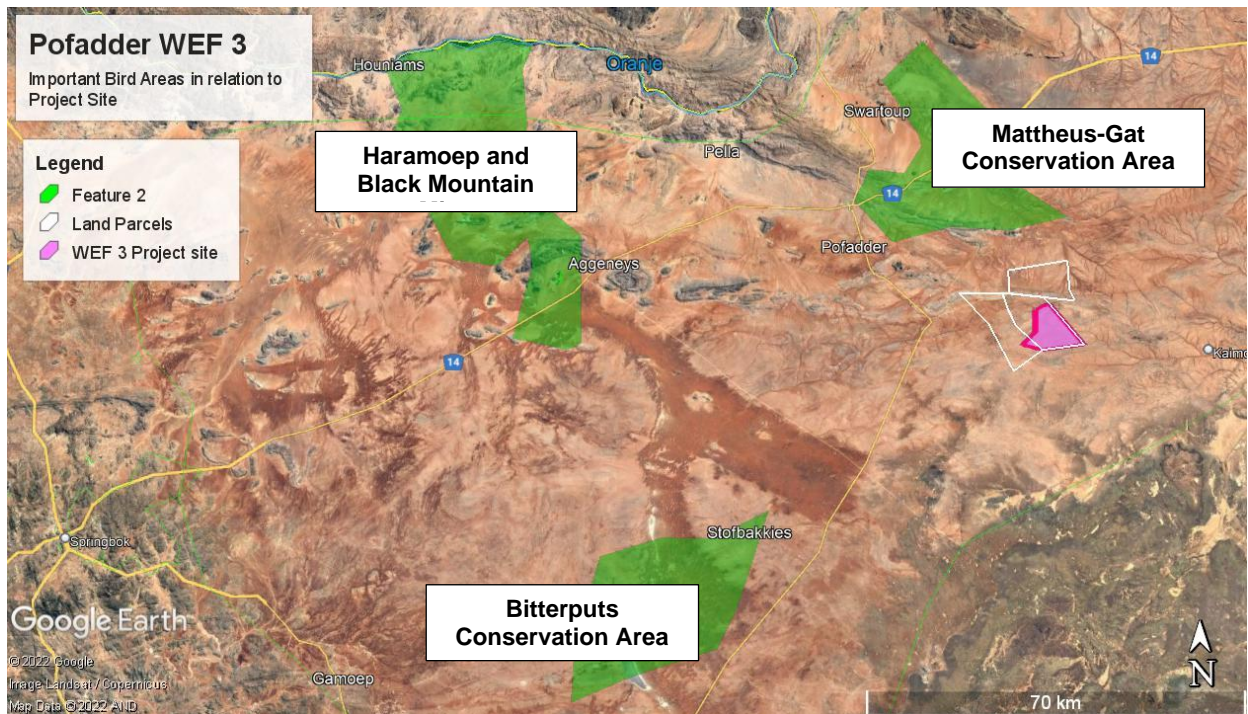 Pofadder WEF 3
Important Bird Areas in relation to
Project Site
Legend
Feature 2
Land Parcels
WEF 3 Project site
Houniams
Oranje
14
Swartoup
Mattheus-Gat
Conservation Area
Haramoep and
Black Mountain
Pella
14
Pofadder
Aggeneys
14
Springbok
Stofbakkies
Bitterputs
Conservation Area
Gamoep
Google Earth
© 2022 Google
Image Landsat / Copernicus
Map Data © 2022 AND
N
70 km